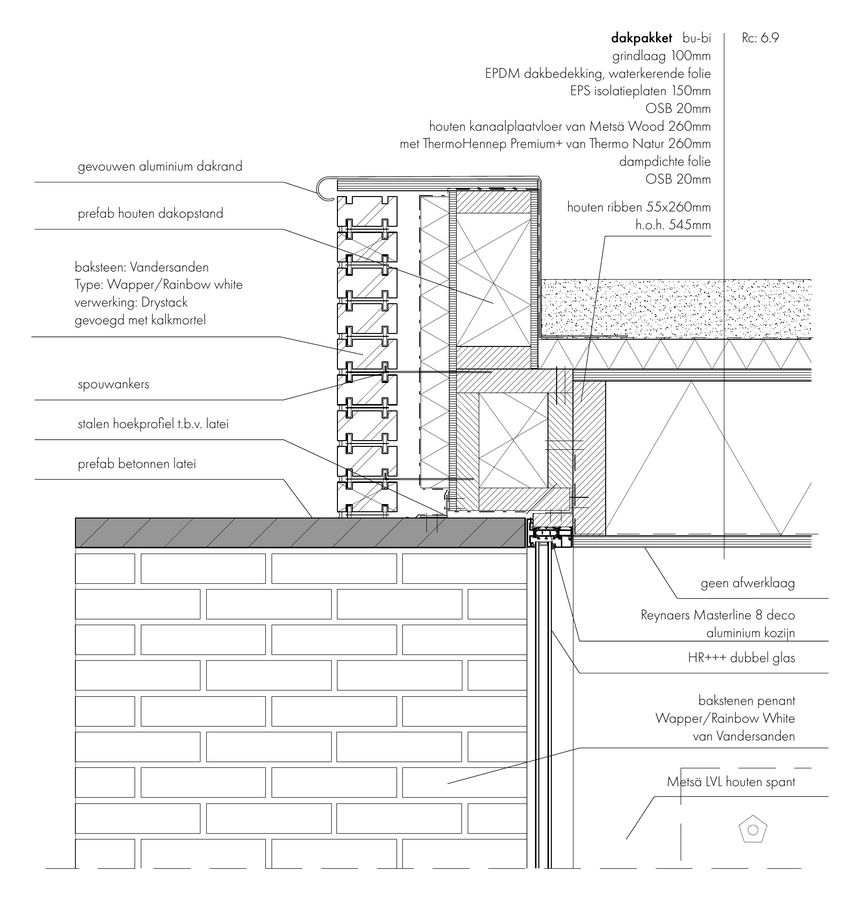 dakpakket bu-bi Rc: 6.9
grindlaag 100mm
EPDM dakbedekking, waterkerende folie
EPS isolatieplaten 150mm
OSB 20mm
houten kanaalplaatvloer van Metsä Wood 260mm
met ThermoHennep Premium+ van Thermo Natur 260mm
dampdichte folie
OSB 20mm
houten ribben 55x260mm
h.o.h. 545mm
gevouwen aluminium dakrand
prefab houten dakopstand
baksteen: Vandersanden
Type: Wapper/Rainbow white
verwerking: Drystack
gevoegd met kalkmortel
spouwankers
stalen hoekprofiel t.b.v. latei
prefab betonnen latei
geen afwerklaag
Reynaers Masterline 8 deco
aluminium kozijn
HR+++ dubbel glas
bakstenen penant
Wapper/Rainbow White
van Vandersanden
Metsä LVL houten spant